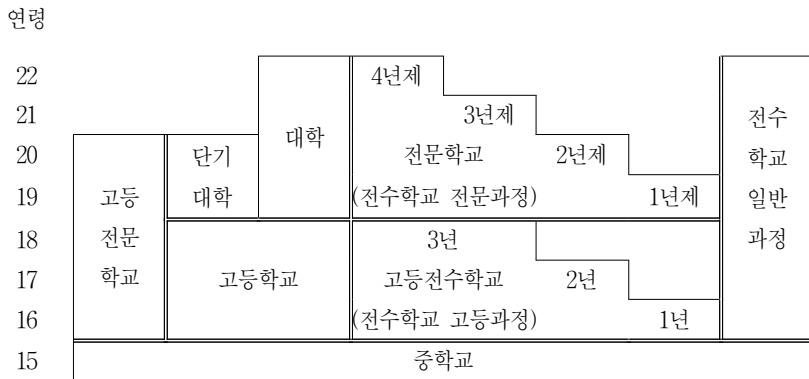 연령
22 4년제
21 3년제 전수
대학
20 단기 전문학교 2년제 학교
19 고등 대학 (전수학교 전문과정) 1년제 일반
18 전문 3년 과정
17 학교 고등학교 고등전수학교 2년
16 (전수학교 고등과정) 1년
15 중학교